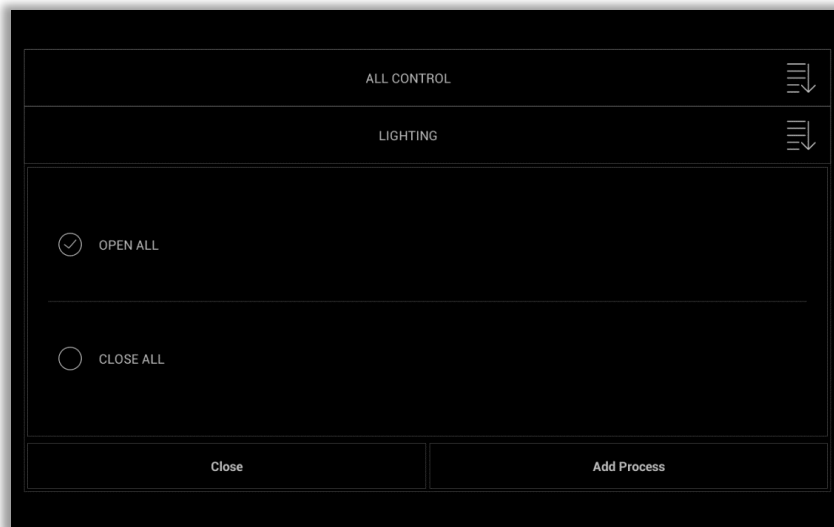 ALL CONTROL
LIGHTING
OPEN ALL
CLOSE ALL
Close
Add Process